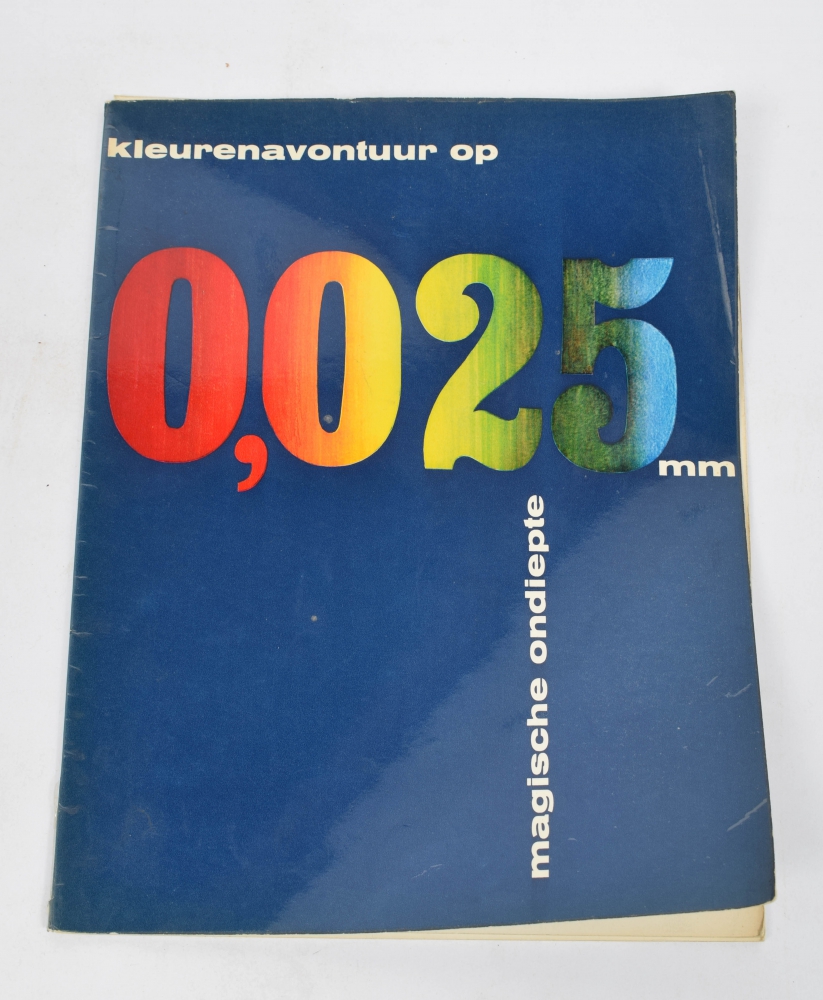 kleurenavontuur op
0,025
mm
magische ondiepte